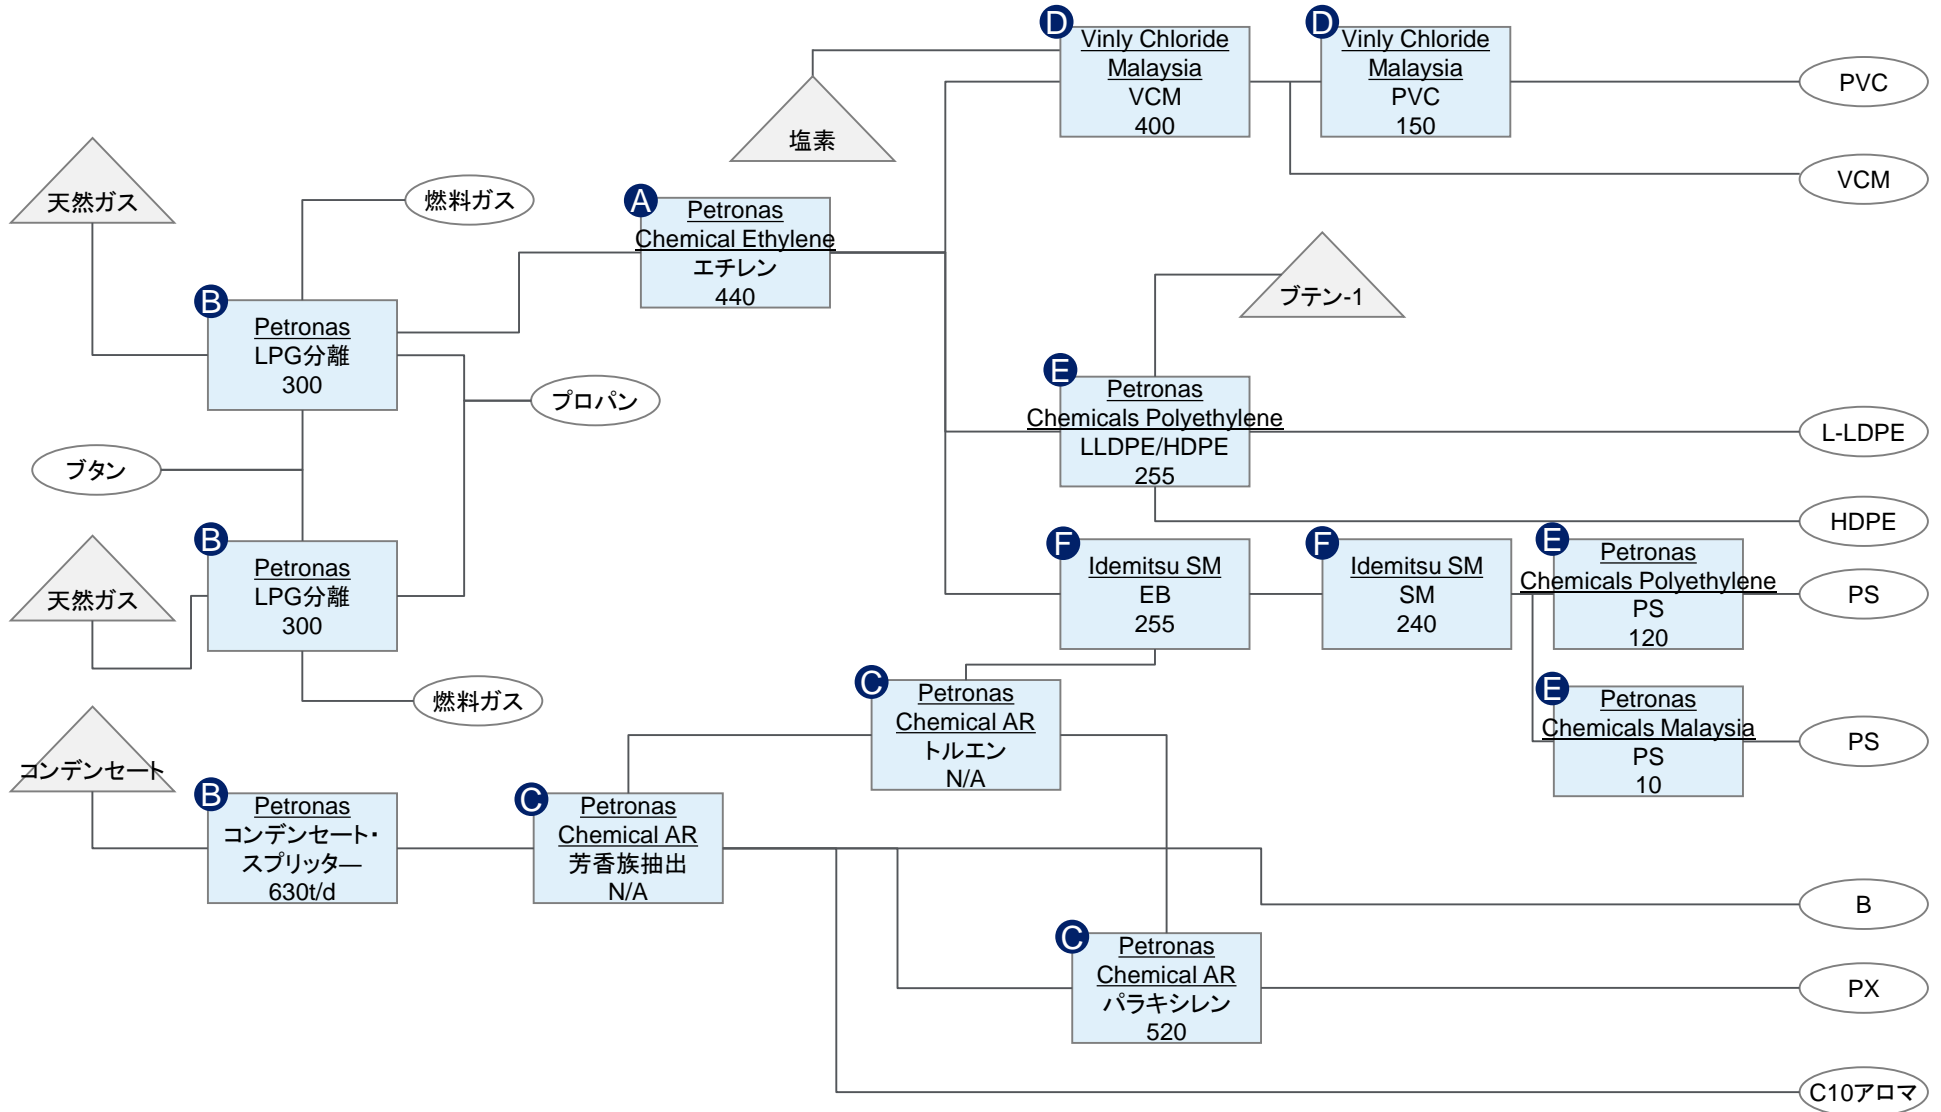 D
Vinly Chloride
Malaysia
VCM
400
D
Vinly Chloride
Malaysia
PVC
150
PVC
塩素
VCM
天然ガス
燃料ガス
A
Petronas
Chemical Ethylene
エチレン
440
ブテン-1
B
Petronas
LPG分離
300
プロパン
E
Petronas
Chemicals Polyethylene
LLDPE/HDPE
255
L-LDPE
ブタン
HDPE
天然ガス
B
Petronas
LPG分離
300
F
Idemitsu SM
EB
255
F
Idemitsu SM
SM
240
E
Petronas
Chemicals Polyethylene
PS
120
PS
燃料ガス
C
Petronas
Chemical AR
トルエン
N/A
E
Petronas
Chemicals Malaysia
PS
10
PS
コンデンセート
B
Petronas
コンデンセート・
スプリッタ―
630t/d
C
Petronas
Chemical AR
芳香族抽出
N/A
B
C
Petronas
Chemical AR
パラキシレン
520
PX
C10アロマ